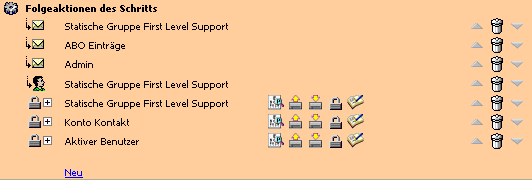 Folgeaktionen des Schritts
Statische Gruppe First Level Support
ABO Einträge
Admin
Statische Gruppe First Level Support
Statische Gruppe First Level Support
Konto Kontakt
Aktiver Benutzer
Neu